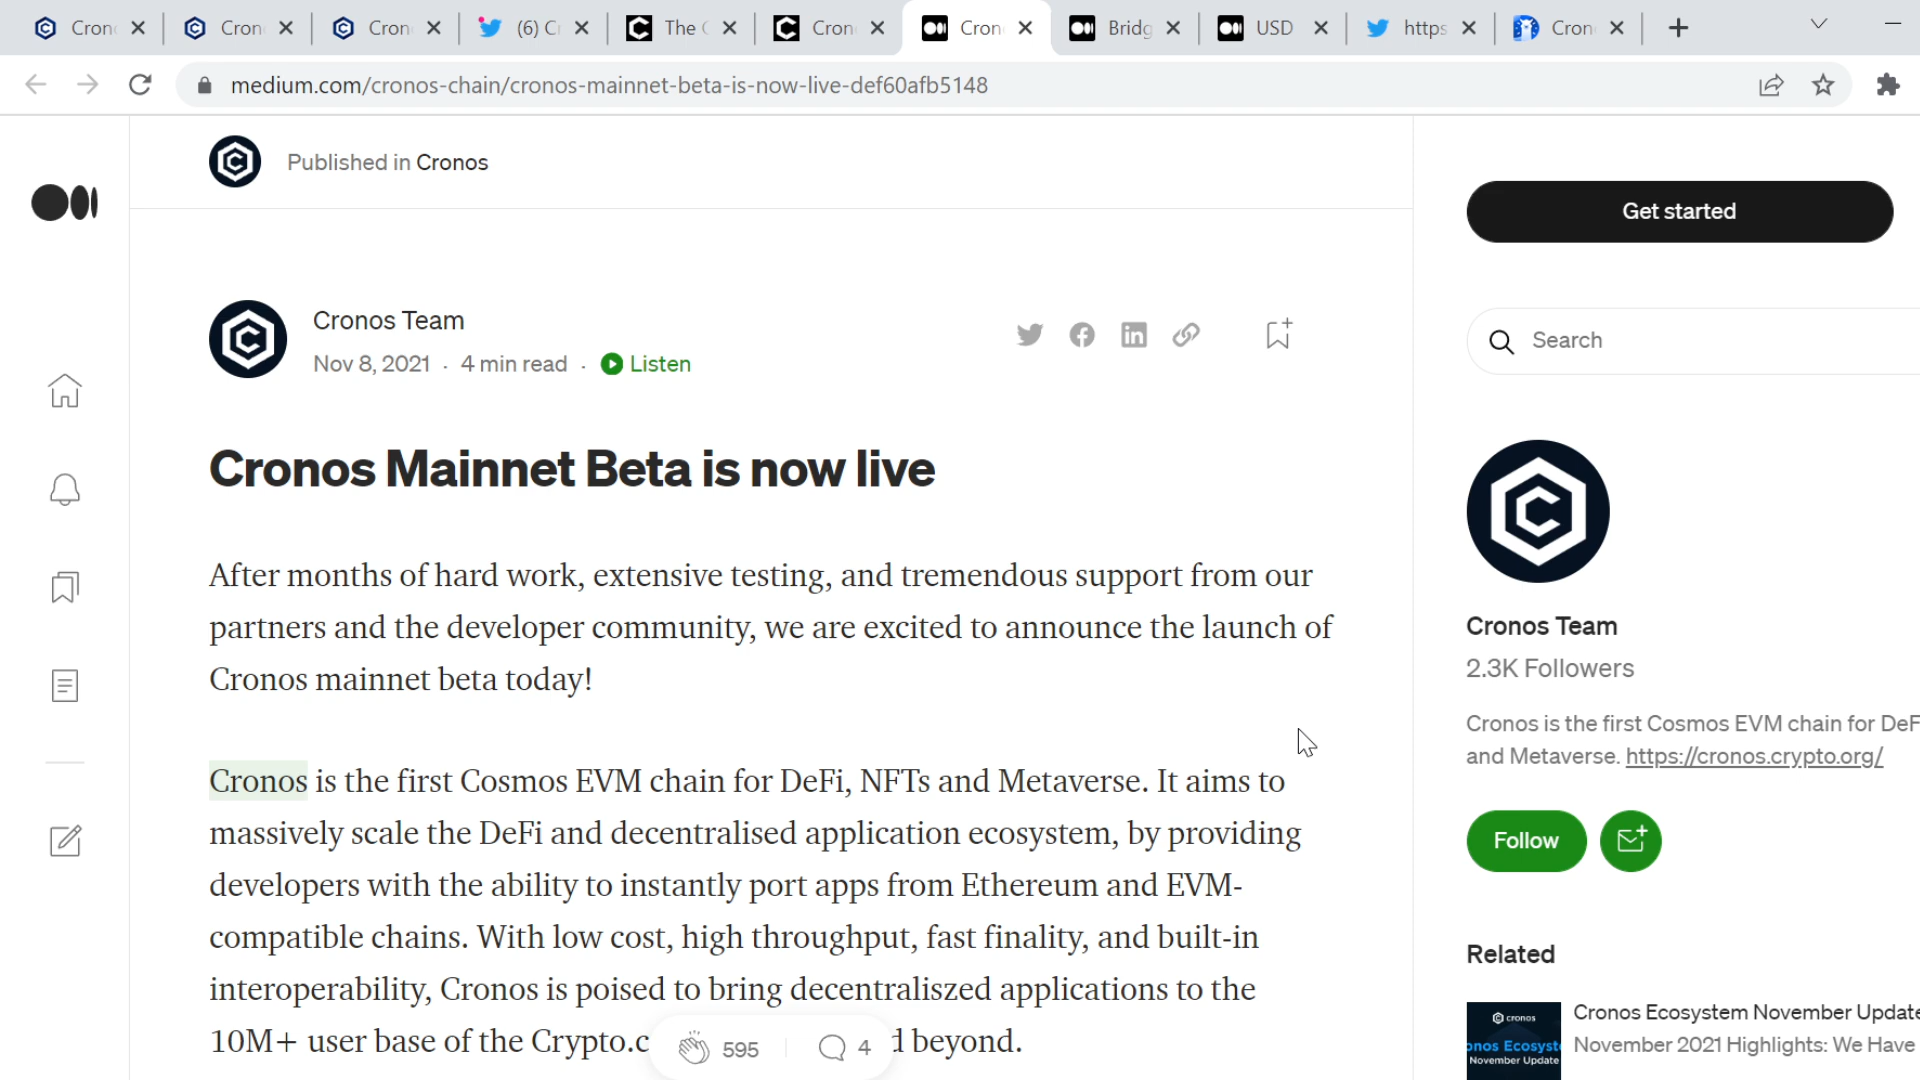 Cron
Cron
Cron
(6) C
The
Cron
Cron
Bridg
USD
https
Cron
medium.com/cronos-chain/cronos-mainnet-beta-is-now-live-def60afb5148
Published in Cronos
Get started
Cronos Team
Nov 8, 2021 · 4 min read · Listen
Search
Cronos Mainnet Beta is now live
After months of hard work, extensive testing, and tremendous support from our
partners and the developer community, we are excited to announce the launch of
Cronos mainnet beta today!
Cronos is the first Cosmos EVM chain for DeFi, NFTs and Metaverse. It aims to
massively scale the DeFi and decentralised application ecosystem, by providing
developers with the ability to instantly port apps from Ethereum and EVM-
compatible chains. With low cost, high throughput, fast finality, and built-in
interoperability, Cronos is poised to bring decentraliszed applications to the
10M+ user base of the Crypto.c d beyond.
595
4
Cronos Team
2.3K Followers
Cronos is the first Cosmos EVM chain for DeF
and Metaverse. https://cronos.crypto.org/
Follow
Related
cronos
onos Ecosyst
November Update
Cronos Ecosystem November Update
November 2021 Highlights: We Have